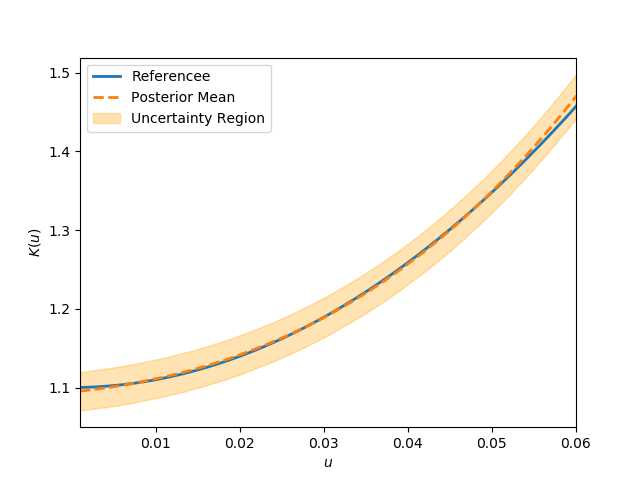 1.5
1.4
1.3
1.2
1.1
K(u)
Referencee
Posterior Mean
Uncertainty Region
0.01 0.02 0.03 0.04 0.05 0.06
u